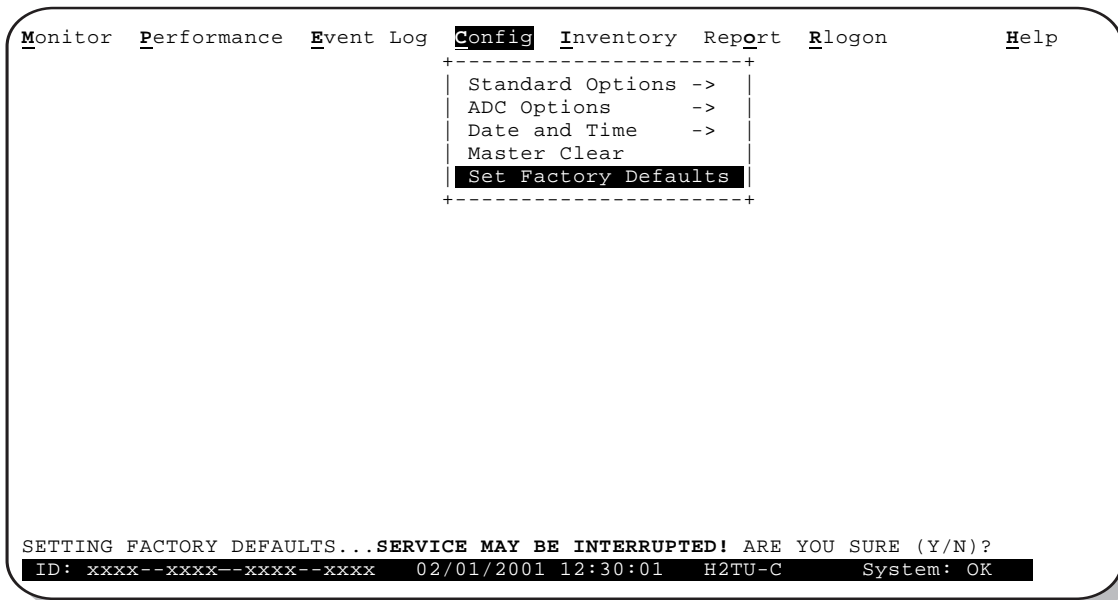 Monitor Performance Event Log Config Inventory Report Rlogon Help
+----------------------+
| Standard Options -> |
| ADC Options -> |
| Date and Time -> |
| Master Clear |
| Set Factory Defaults |
+----------------------+
SETTING FACTORY DEFAULTS...SERVICE MAY BE INTERRUPTED! ARE YOU SURE (Y/N)?
ID: xxxx--xxxx--xxxx--xxxx 02/01/2001 12:30:01 H2TU-C System: OK